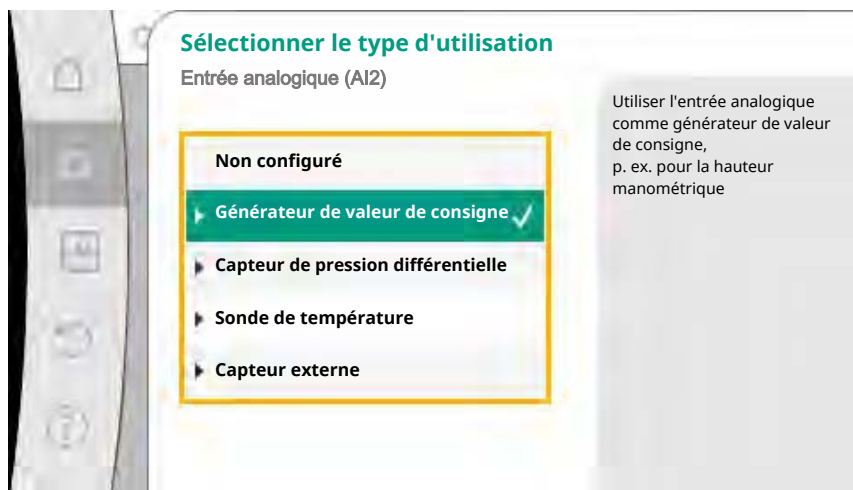 Sélectionner le type d'utilisation
Entrée analogique (AI2)
Non configuré
Générateur de valeur de consigne
Capteur de pression différentielle
Sonde de température
Capteur externe
Utiliser l'entrée analogique
comme générateur de valeur
de consigne,
p. ex. pour la hauteur
manométrique